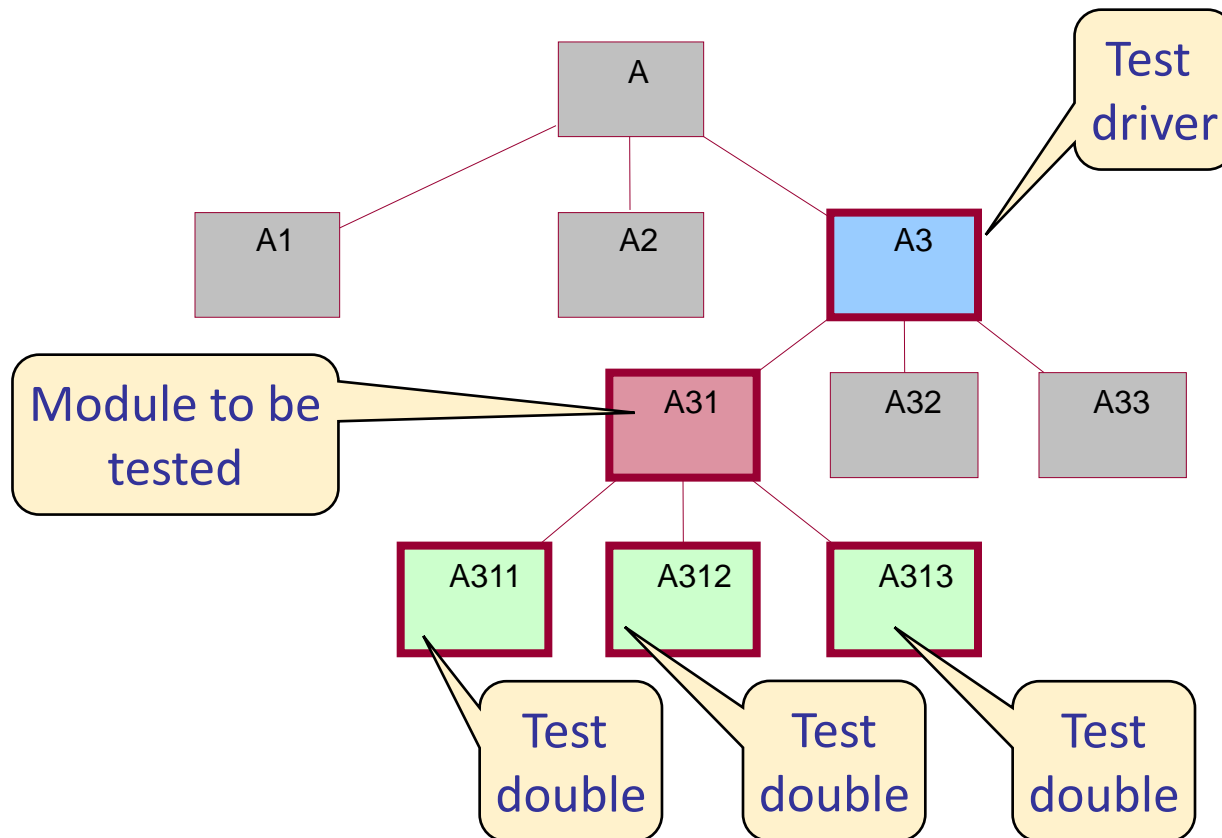 A
Test
driver
A1
A2
A3
Module to be
tested
A31
A32
A33
A311
A312
A313
Test
double
Test
double
Test
double